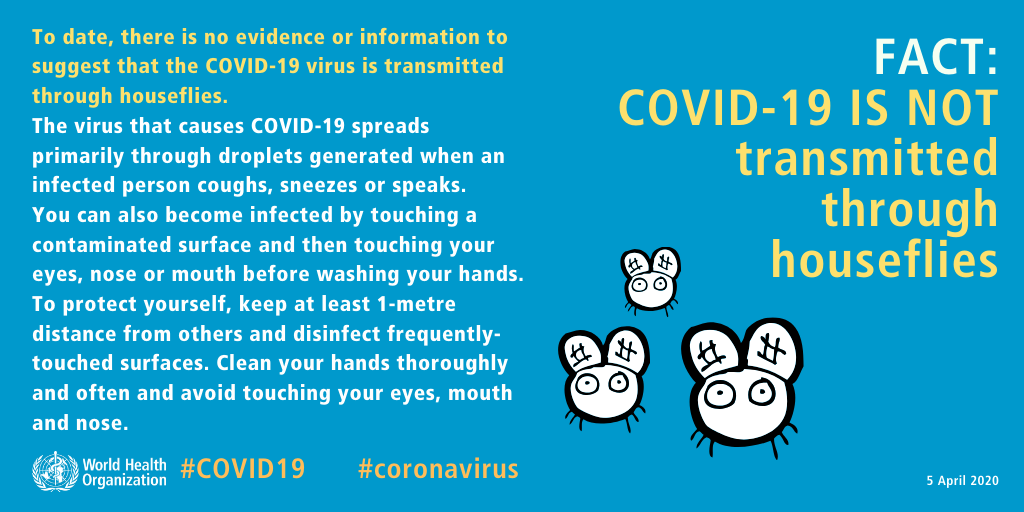 To date, there is no evidence or information to
suggest that the COVID-19 virus is transmitted
through houseflies.
The virus that causes COVID-19 spreads
primarily through droplets generated when an
infected person coughs, sneezes or speaks.
You can also become infected by touching a
contaminated surface and then touching your
eyes, nose or mouth before washing your hands.
To protect yourself, keep at least 1-metre
distance from others and disinfect frequently-
touched surfaces. Clean your hands thoroughly
and often and avoid touching your eyes, mouth
and nose.
World Health
Organization
#COVID19 #coronavirus
FACT:
COVID-19 IS NOT
transmitted
through
houseflies
5 April 2020